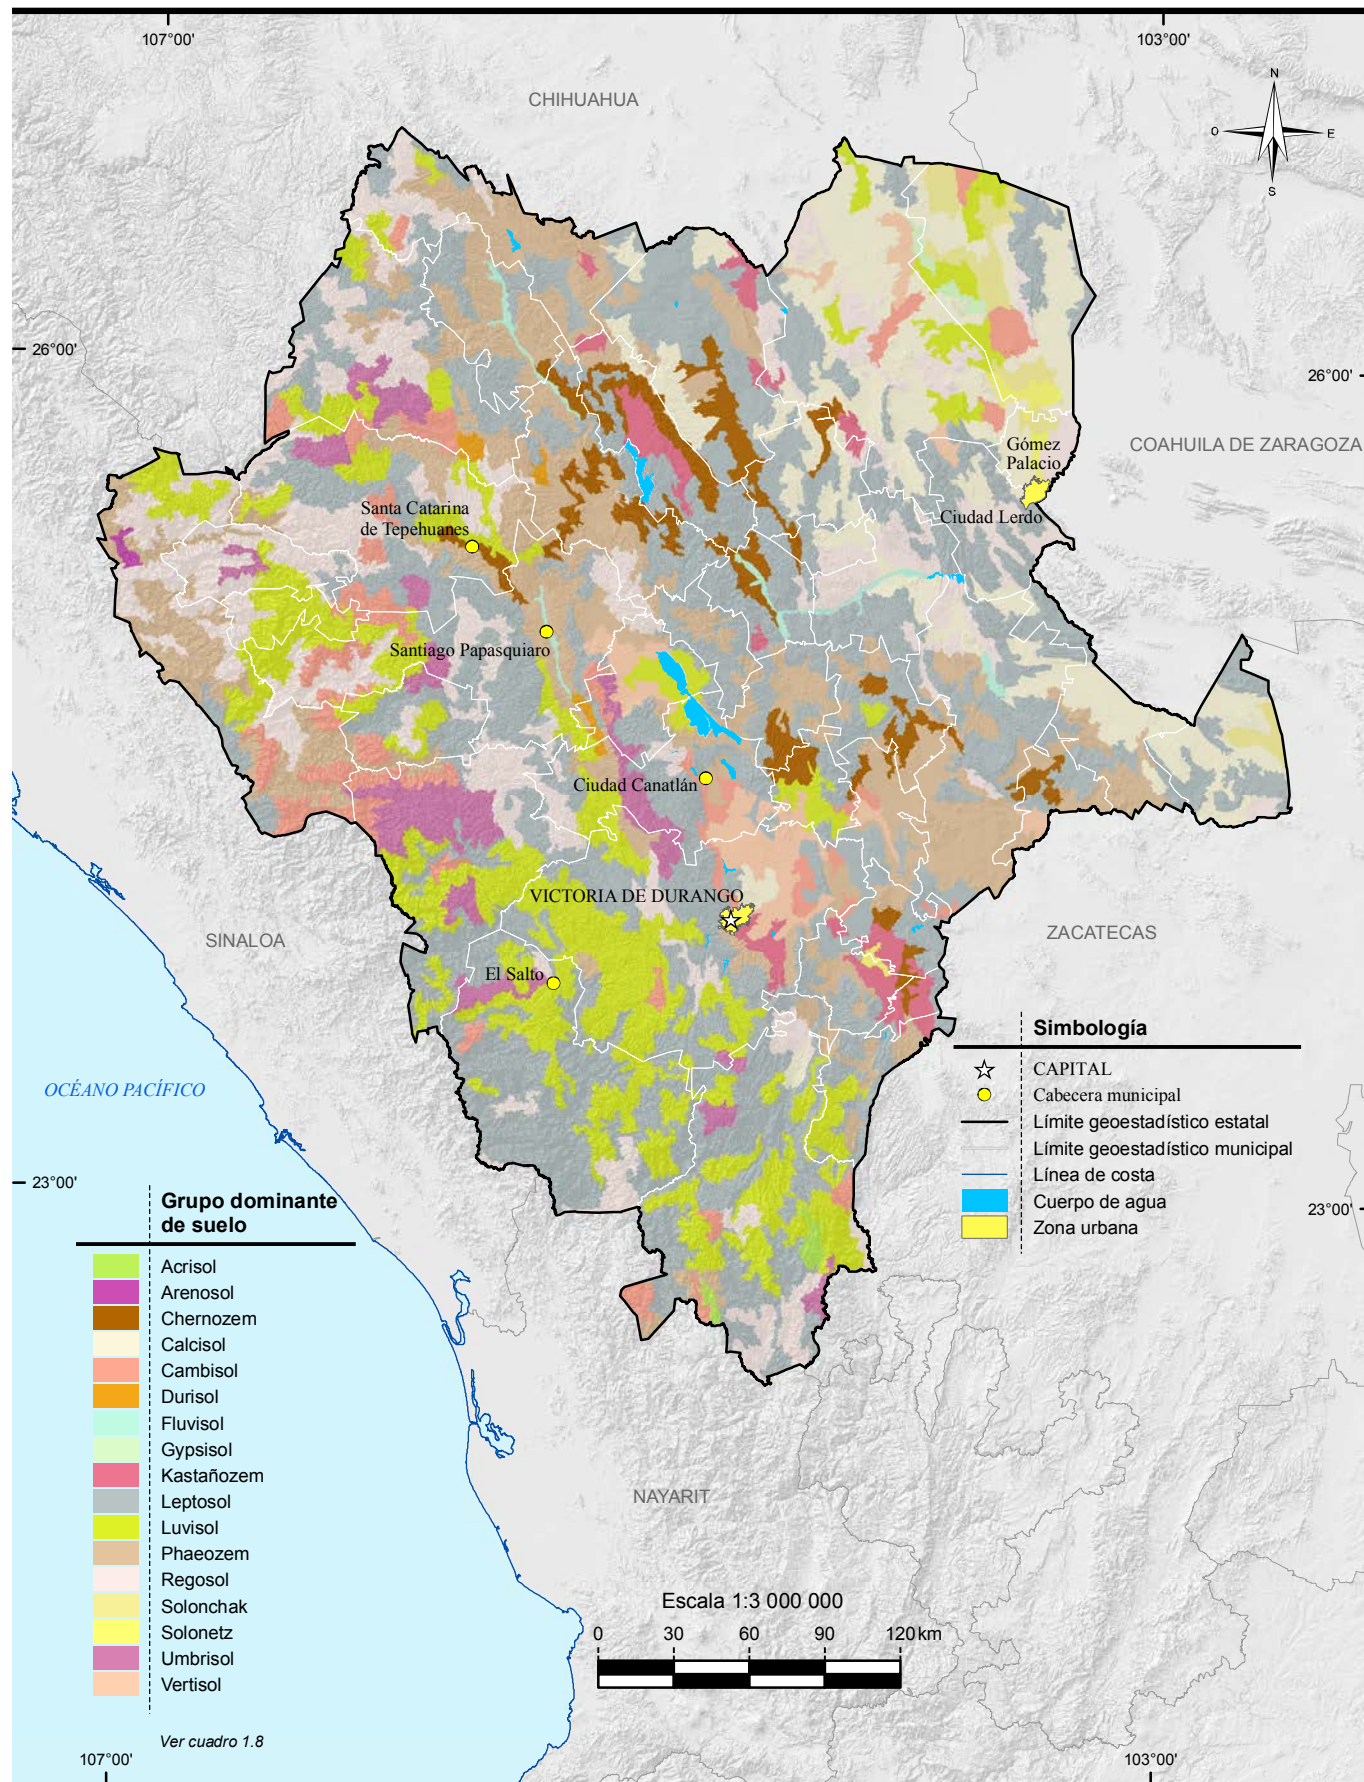 107°00'
103°00'
CHIHUAHUA
N
O
E
S
26°00'
26°00'
Gómez
Palacio
COAHUILA DE ZARAGOZA
Santa Catarina
de Tepehuanes
Ciudad Lerdo
Santiago Papasquiaro
Ciudad Canatlán
VICTORIA DE DURANGO
SINALOA
ZACATECAS
El Salto
OCÉANO PACÍFICO
Simbología
CAPITAL
Cabecera municipal
Límite geoestadístico estatal
Límite geoestadístico municipal
Línea de costa
Cuerpo de agua
Zona urbana
23°00'
23°00'
Grupo dominante
de suelo
Acrisol
Arenosol
Chernozem
Calcisol
Cambisol
Durisol
Fluvisol
Gypsisol
Kastañozem
Leptosol
Luvisol
Phaeozem
Regosol
Solonchak
Solonetz
Umbrisol
Vertisol
Ver cuadro 1.8
NAYARIT
Escala 1:3 000 000
0 30 60 90 120 km
107°00'
103°00'